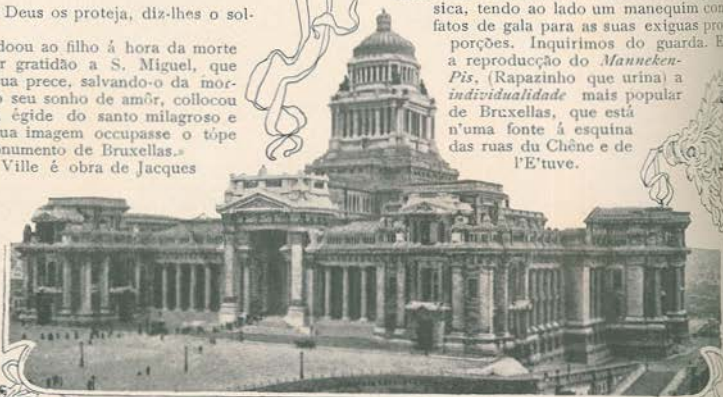 Deus os proteja, diz-lhes o sol-
doou ao filho á hora da morte
gratidão a S. Miguel, que
ua prece, salvando-o da mor-
o seu sonho de amôr, collocou
égide do santo milagroso e
ua imagem occupasse o tópe
numento de Bruxellas.»
Ville é obra de Jacques
sica, tendo ao lado um manequim com
fatos de gala para as suas exiguas pro
porções. Inquirimos do guarda. E
a reproducção do Manneken-
Pis, (Rapazinho que urina) a
individualidade mais popular
de Bruxellas, que está
n'uma fonte á esquina
das ruas du Chêne e de
l'E'tuve.